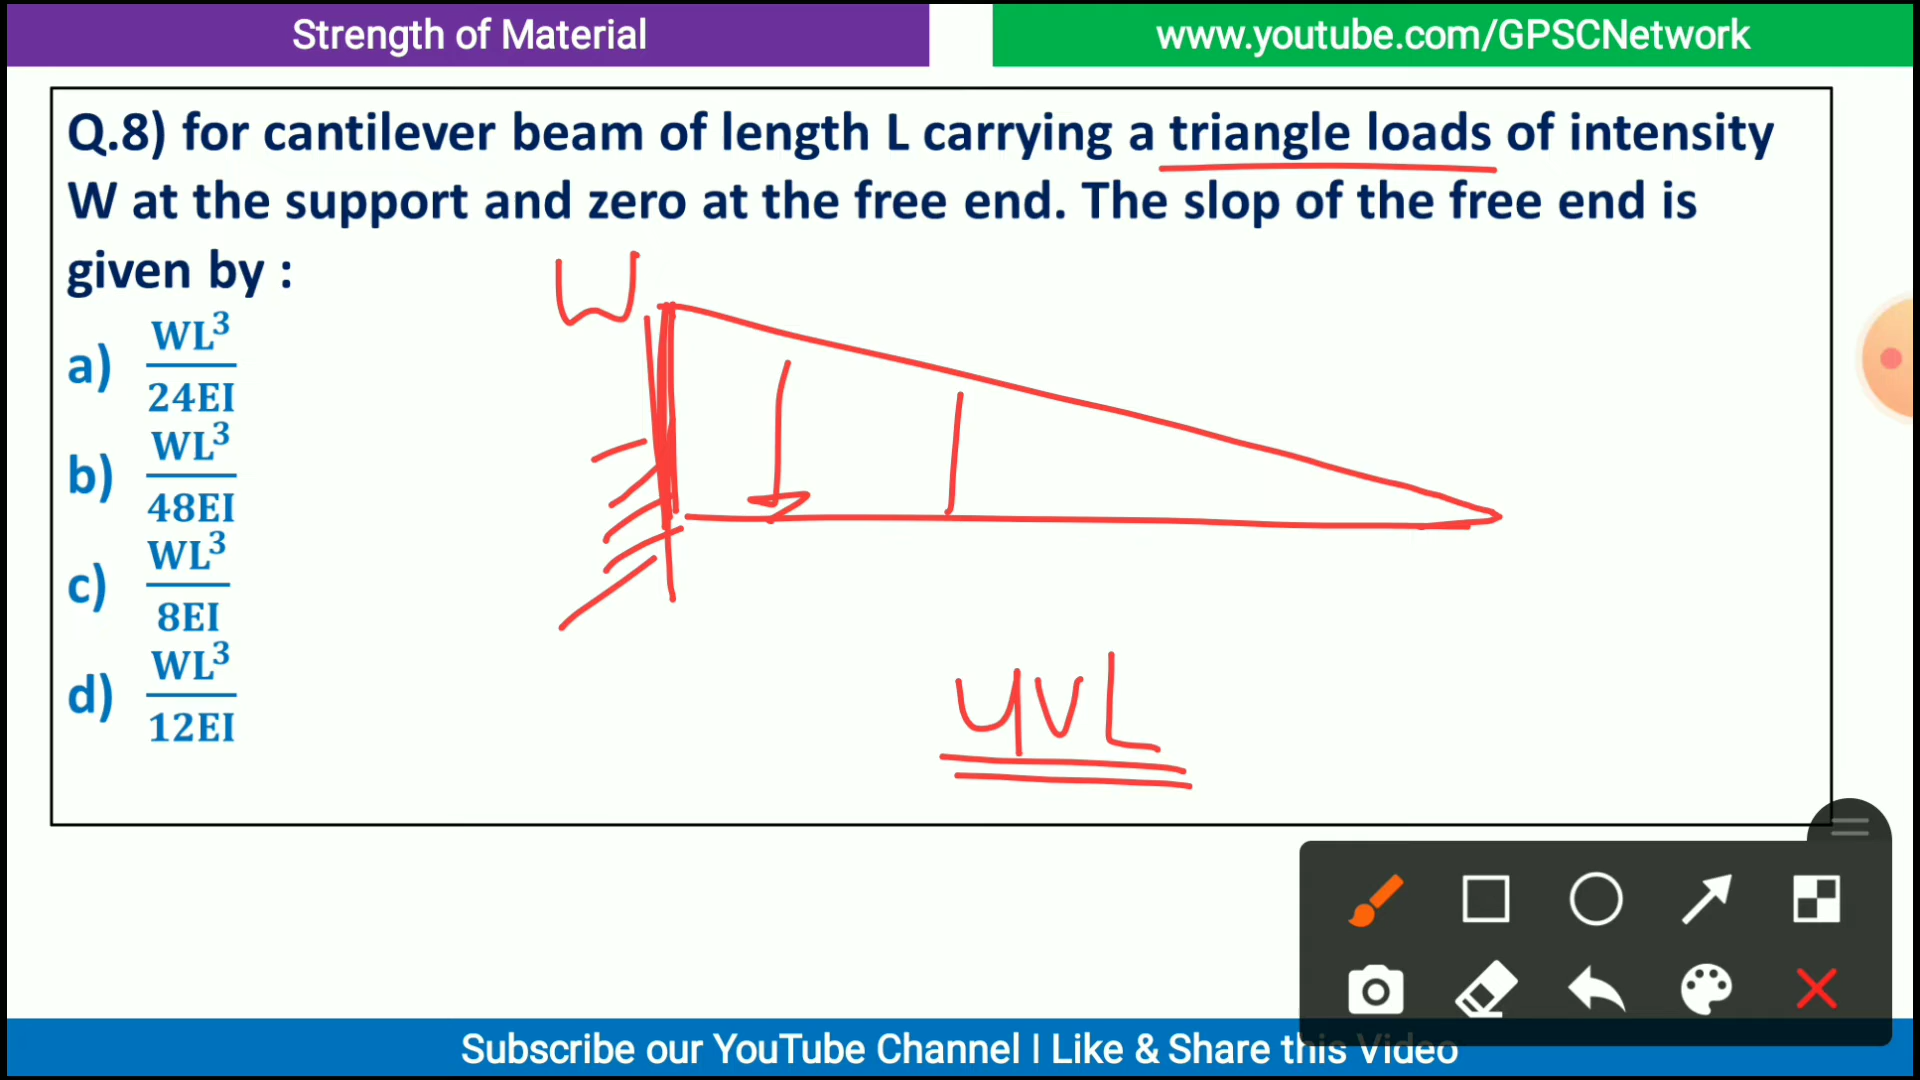 Strength of Material
www.youtube.com/GPSCNetwork
Q.8) for cantilever beam of length L carrying a triangle loads of intensity
W at the support and zero at the free end. The slop of the free end is
given by :
W
a) WL³/24EI
b) WL³/48EI
c) WL³/8EI
d) WL³/12EI
UVL
Subscribe our YouTube Channel I Like & Share this Video